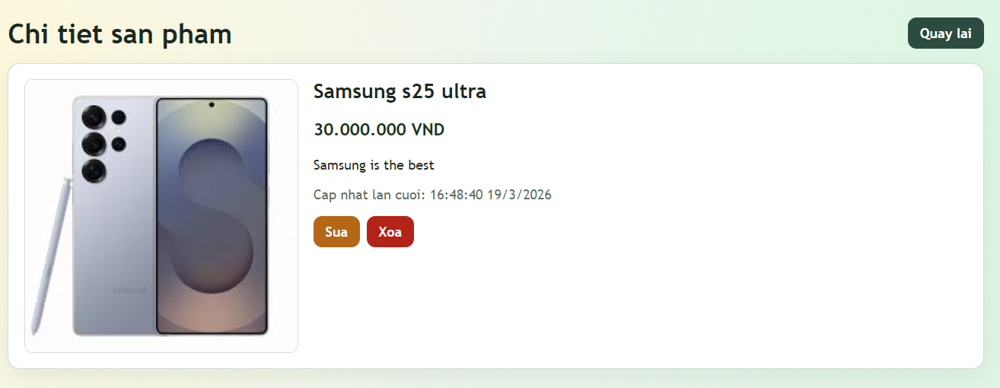 Chi tiet san pham
Quay lai
Samsung s25 ultra
30.000.000 VND
Samsung is the best
Cap nhat lan cuoi: 16:48:40 19/3/2026
Sua Xoa
SAMSUNG